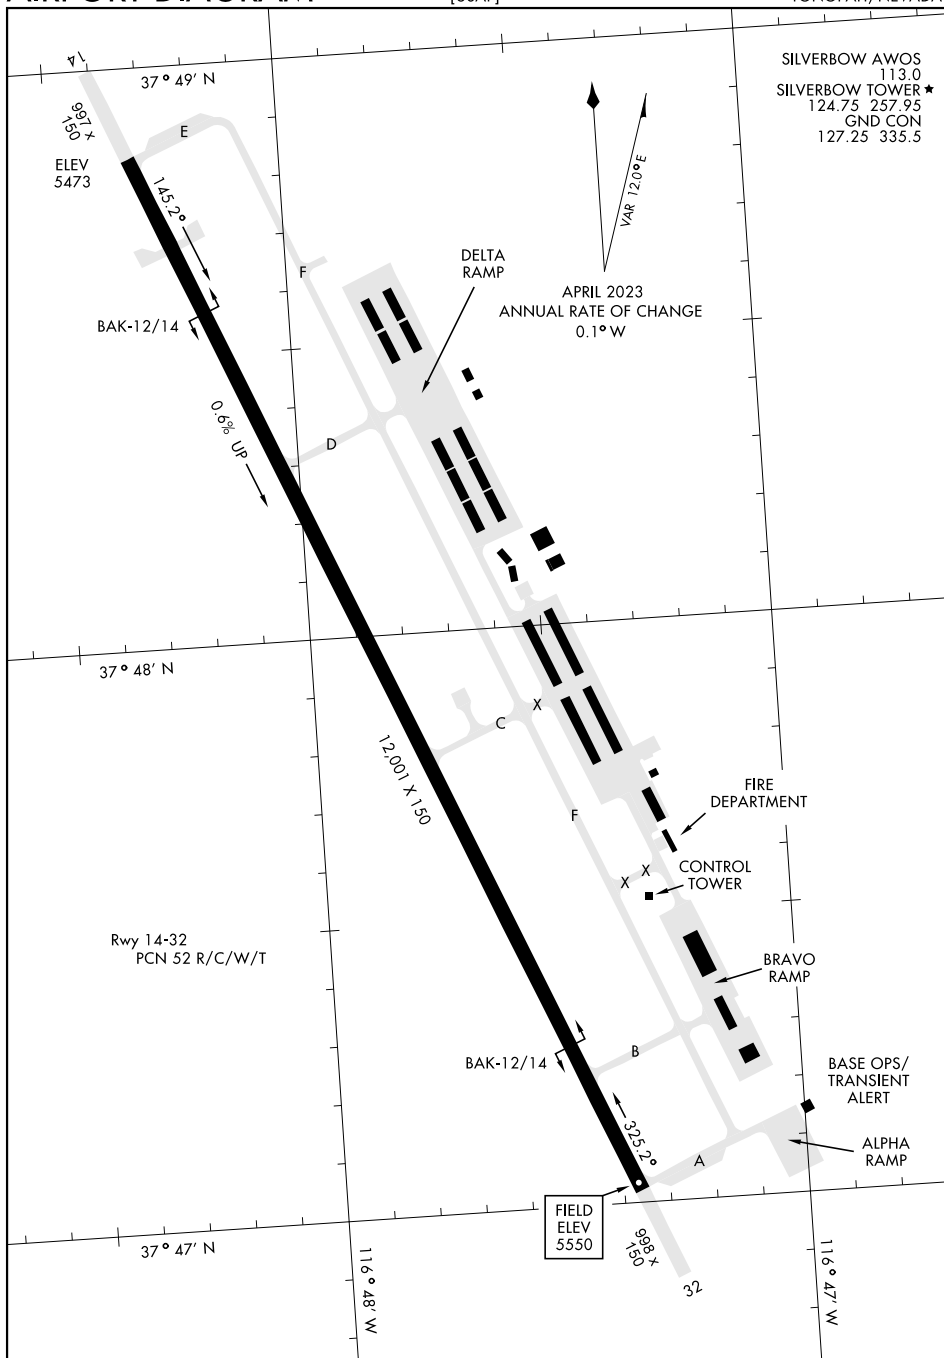 14
37° 49' N
SILVERBOW AWOS
113.0
SILVERBOW TOWER ★
124.75 257.95
GND CON
127.25 335.5
997 x
150
E
ELEV
5473
145.2°
VAR 12.0° E
DELTA
RAMP
F
APRIL 2023
ANNUAL RATE OF CHANGE
0.1° W
BAK-12/14
0.6% UP
D
37° 48' N
X
C
12,001 X 150
FIRE
DEPARTMENT
F
X X
CONTROL
TOWER
Rwy 14-32
PCN 52 R/C/W/T
BRAVO
RAMP
BAK-12/14
B
BASE OPS/
TRANSIENT
ALERT
325.2°
A
ALPHA
RAMP
FIELD
ELEV
5550
37° 47' N
998 x
150
116° 48' W
116° 47' W
32